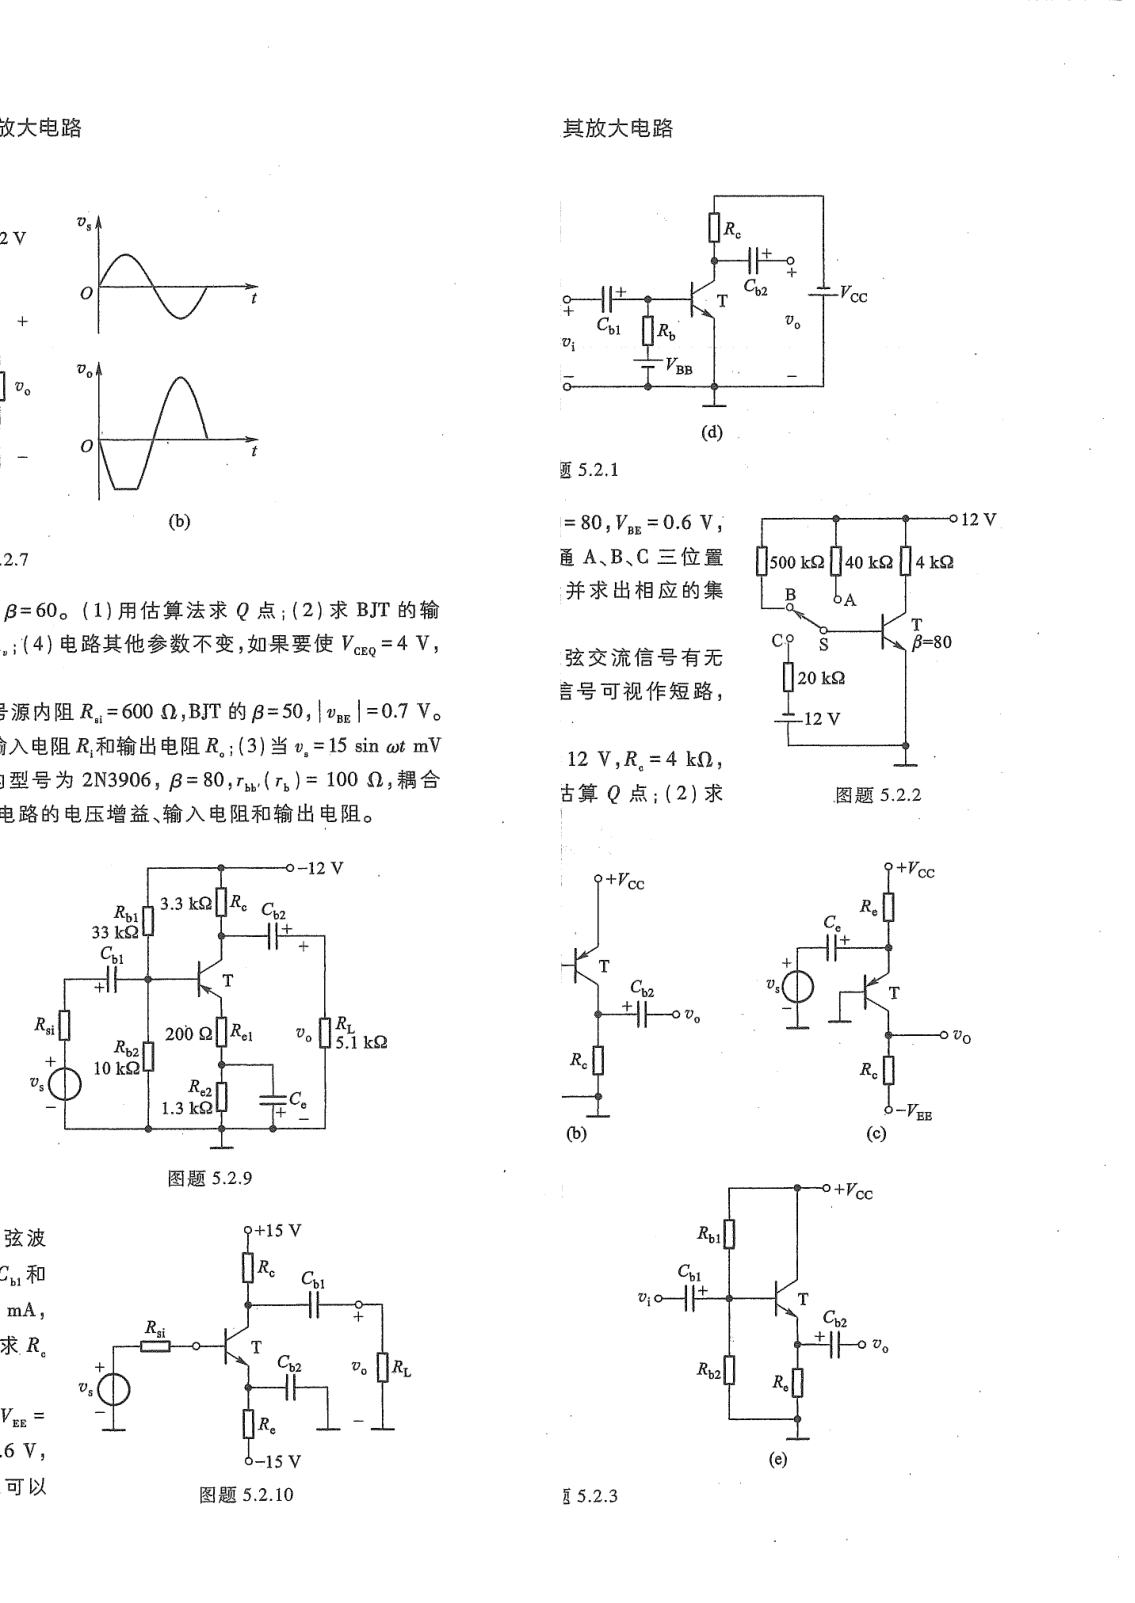 放大电路
v_s
2 V
O
t
+
v_o
v_o
O
t
−
(b)
.2.7
β=60。(1)用估算法求 Q 点;(2)求 BJT 的输
;(4)电路其他参数不变,如果要使 V_CEQ=4 V,
号源内阻 R_si=600 Ω,BJT 的 β=50,|v_BE|=0.7 V。
输入电阻 R_i和输出电阻 R_o;(3)当 v_s=15 sin ωt mV
的型号为 2N3906, β=80,r_bb′(r_b)= 100 Ω,耦合
电路的电压增益、输入电阻和输出电阻。
−12 V
3.3 kΩ R_c
R_b1 33 kΩ
C_b2 +
+
C_b1
+
T
R_si
200 Ω R_e1
v_o
R_L 5.1 kΩ
R_b2 10 kΩ
+
v_s
−
R_e2 1.3 kΩ
C_e
+
−
图题 5.2.9
弦波
C_b1和
mA,
求 R_c
V_EE =
.6 V,
可以
+15 V
R_c
C_b1
+
R_si
T
C_b2
+
v_s
−
v_o
R_L
R_e
−
−15 V
图题 5.2.10
其放大电路
R_c
+
C_b2
+
T
V_CC
+
+
C_b1
R_b
v_o
v_i
V_BB
−
−
(d)
题 5.2.1
= 80,V_BE = 0.6 V,
通 A、B、C 三位置
并求出相应的集
弦交流信号有无
信号可视作短路,
12 V,R_c = 4 kΩ,
估算 Q 点;(2)求
12 V
500 kΩ
40 kΩ
4 kΩ
B
A
T
β=80
C
S
20 kΩ
12 V
图题 5.2.2
+V_CC
T
C_b2
+
v_o
R_c
(b)
+V_CC
R_e
C_e
+
+
v_s
−
T
v_O
R_c
−V_EE
(c)
+V_CC
R_b1
C_b1
+
v_i
T
C_b2
+
v_o
R_b2
R_e
(e)
题 5.2.3